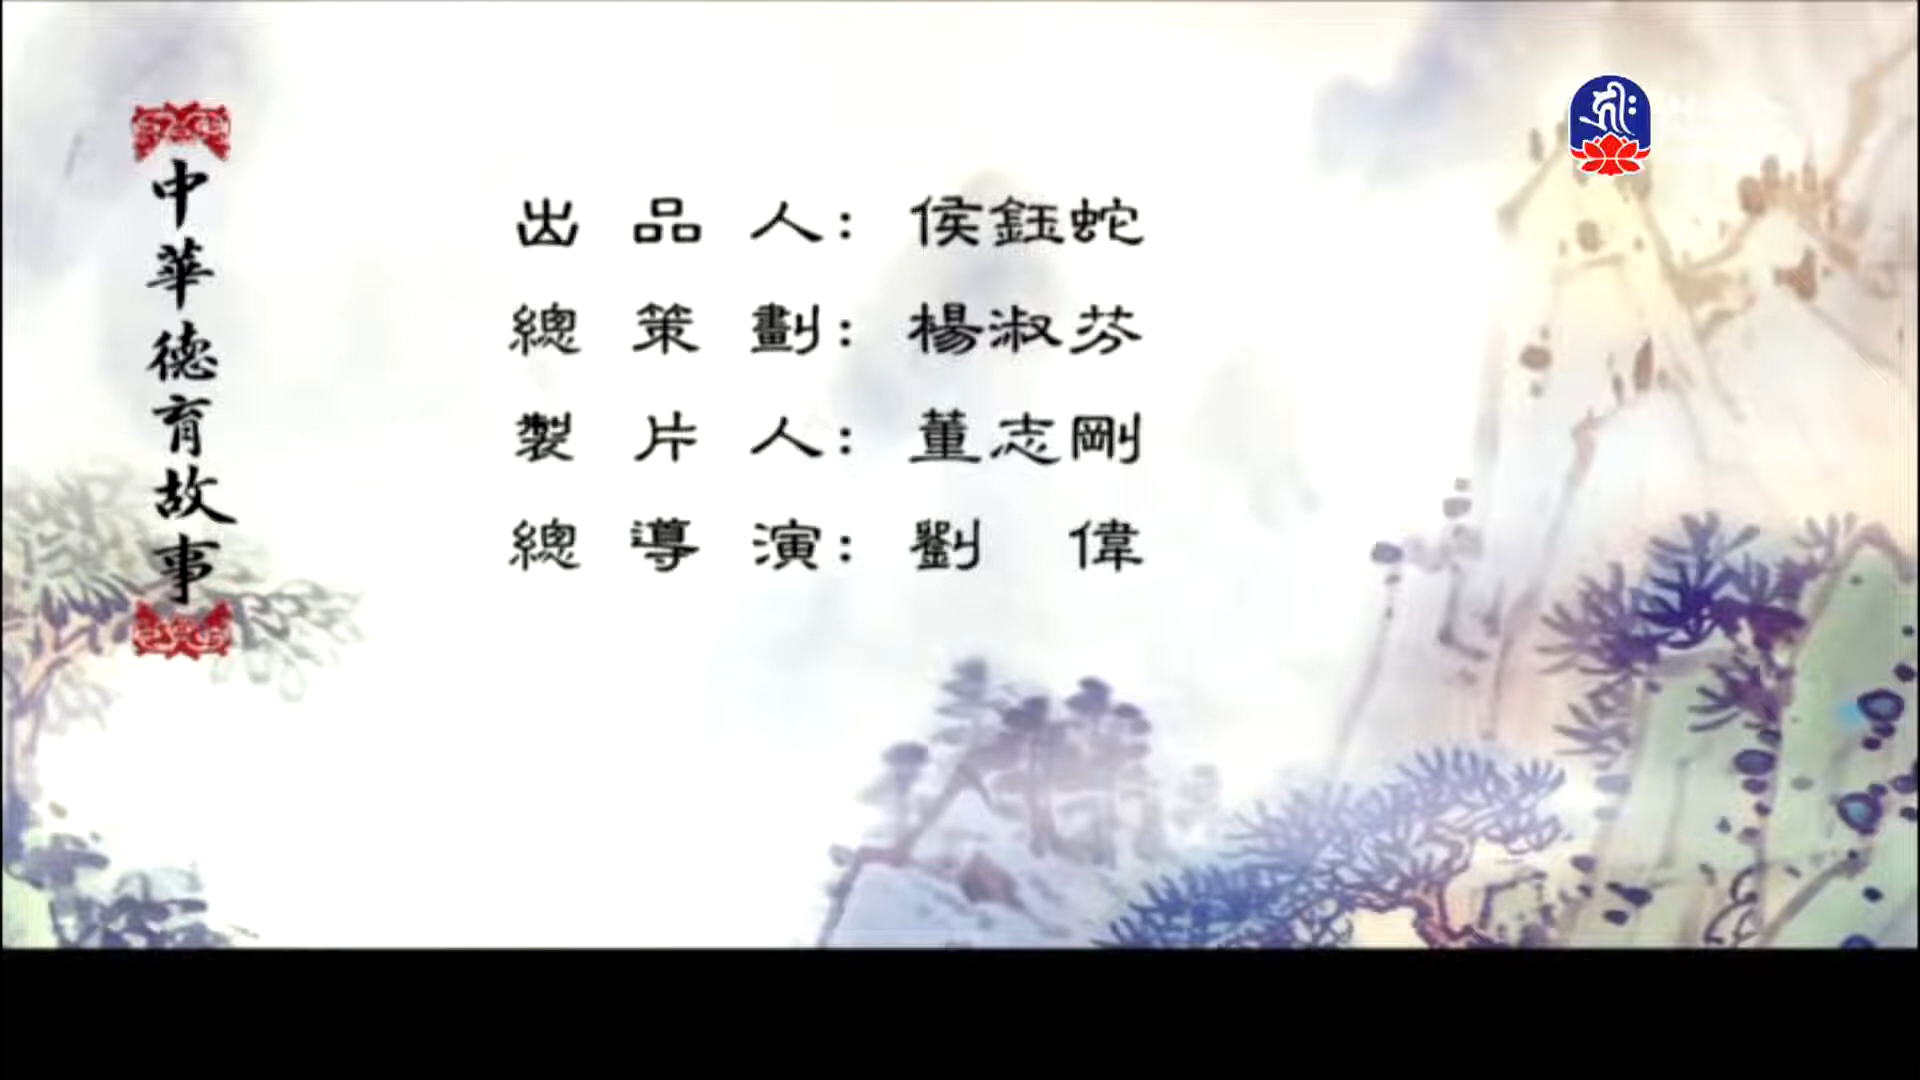 中華德育故事
出品人：侯鈺蛇
總策劃：楊淑芬
製片人：董志剛
總導演：劉偉